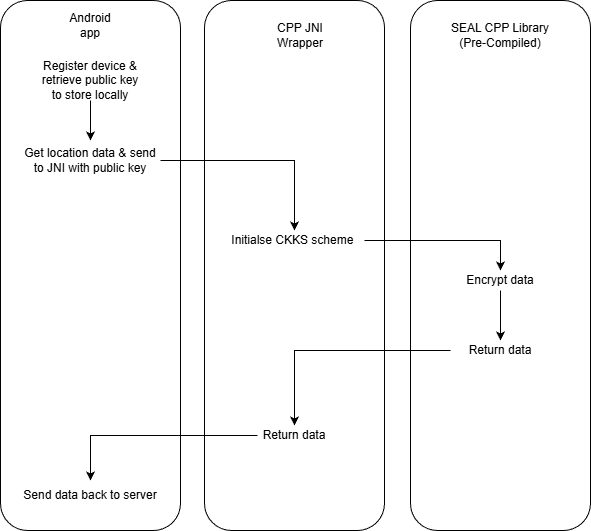 Android
app
CPP JNI
Wrapper
SEAL CPP Library
(Pre-Compiled)
Register device &
retrieve public key
to store locally
Get location data & send
to JNI with public key
Initialse CKKS scheme
Encrypt data
Return data
Return data
Send data back to server